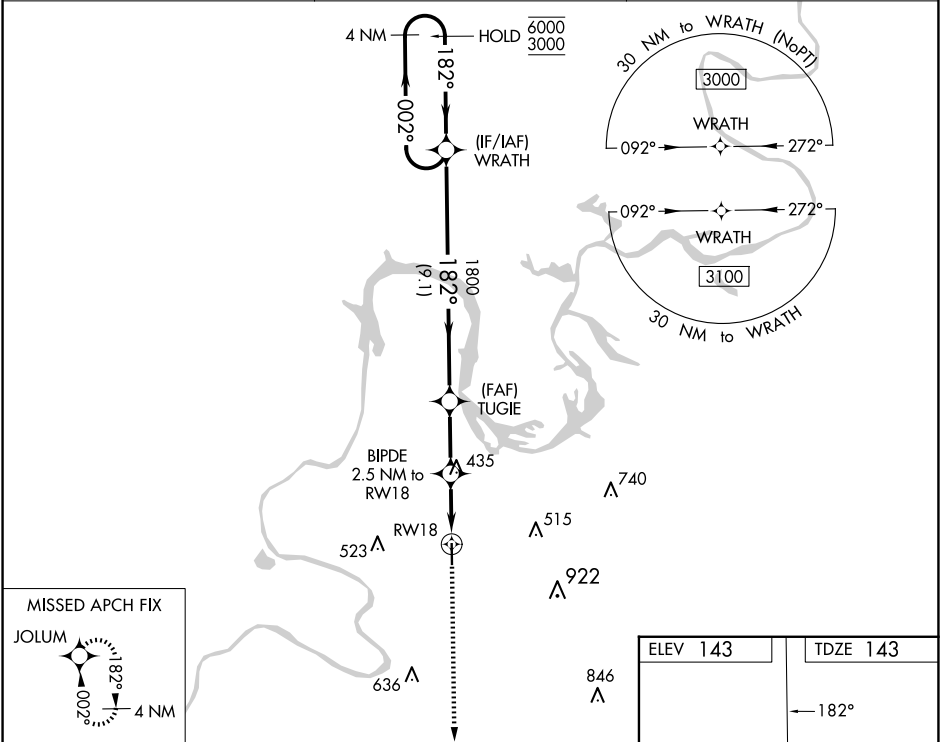 4 NM
HOLD
6000
3000
182°
002°
(IF/IAF)
WRATH
30 NM to WRATH (NoPT)
3000
WRATH
092°
272°
092°
272°
WRATH
3100
30 NM to WRATH
1800
182°
(9.1)
(FAF)
TUGIE
BIPDE
2.5 NM to
RW18
435
740
515
RW18
523
922
636
846
MISSED APCH FIX
JOLUM
182°
002°
4 NM
ELEV 143
TDZE 143
182°